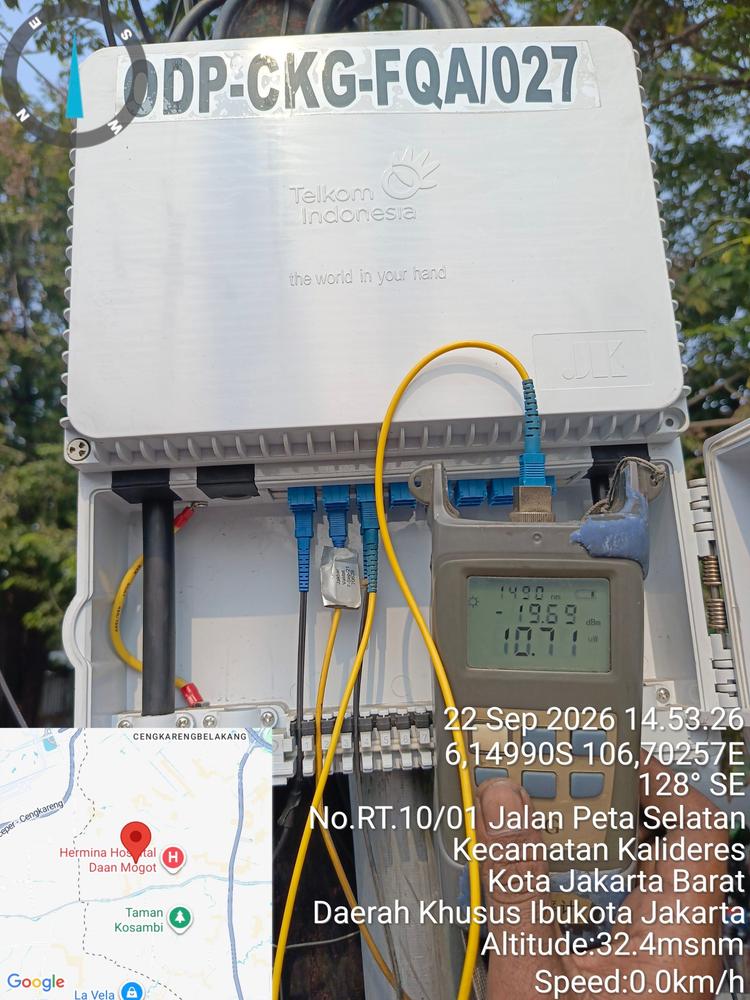 E
S
N
W
ODP-CKG-FQA/027
Telkom
Indonesia
the world in your hand
JJLK
1490 nm
-19.69 dBm
10.71 uW
22 Sep 2026 14.53.26
6,14990S 106,70257E
128° SE
No.RT.10/01 Jalan Peta Selatan
Kecamatan Kalideres
Kota Jakarta Barat
Daerah Khusus Ibukota Jakarta
Altitude:32.4msnm
Speed:0.0km/h
CENGKARENGBELAKANG
Hermina Hospital
Daan Mogot
H
Taman
Kosambi
La Vela
Google